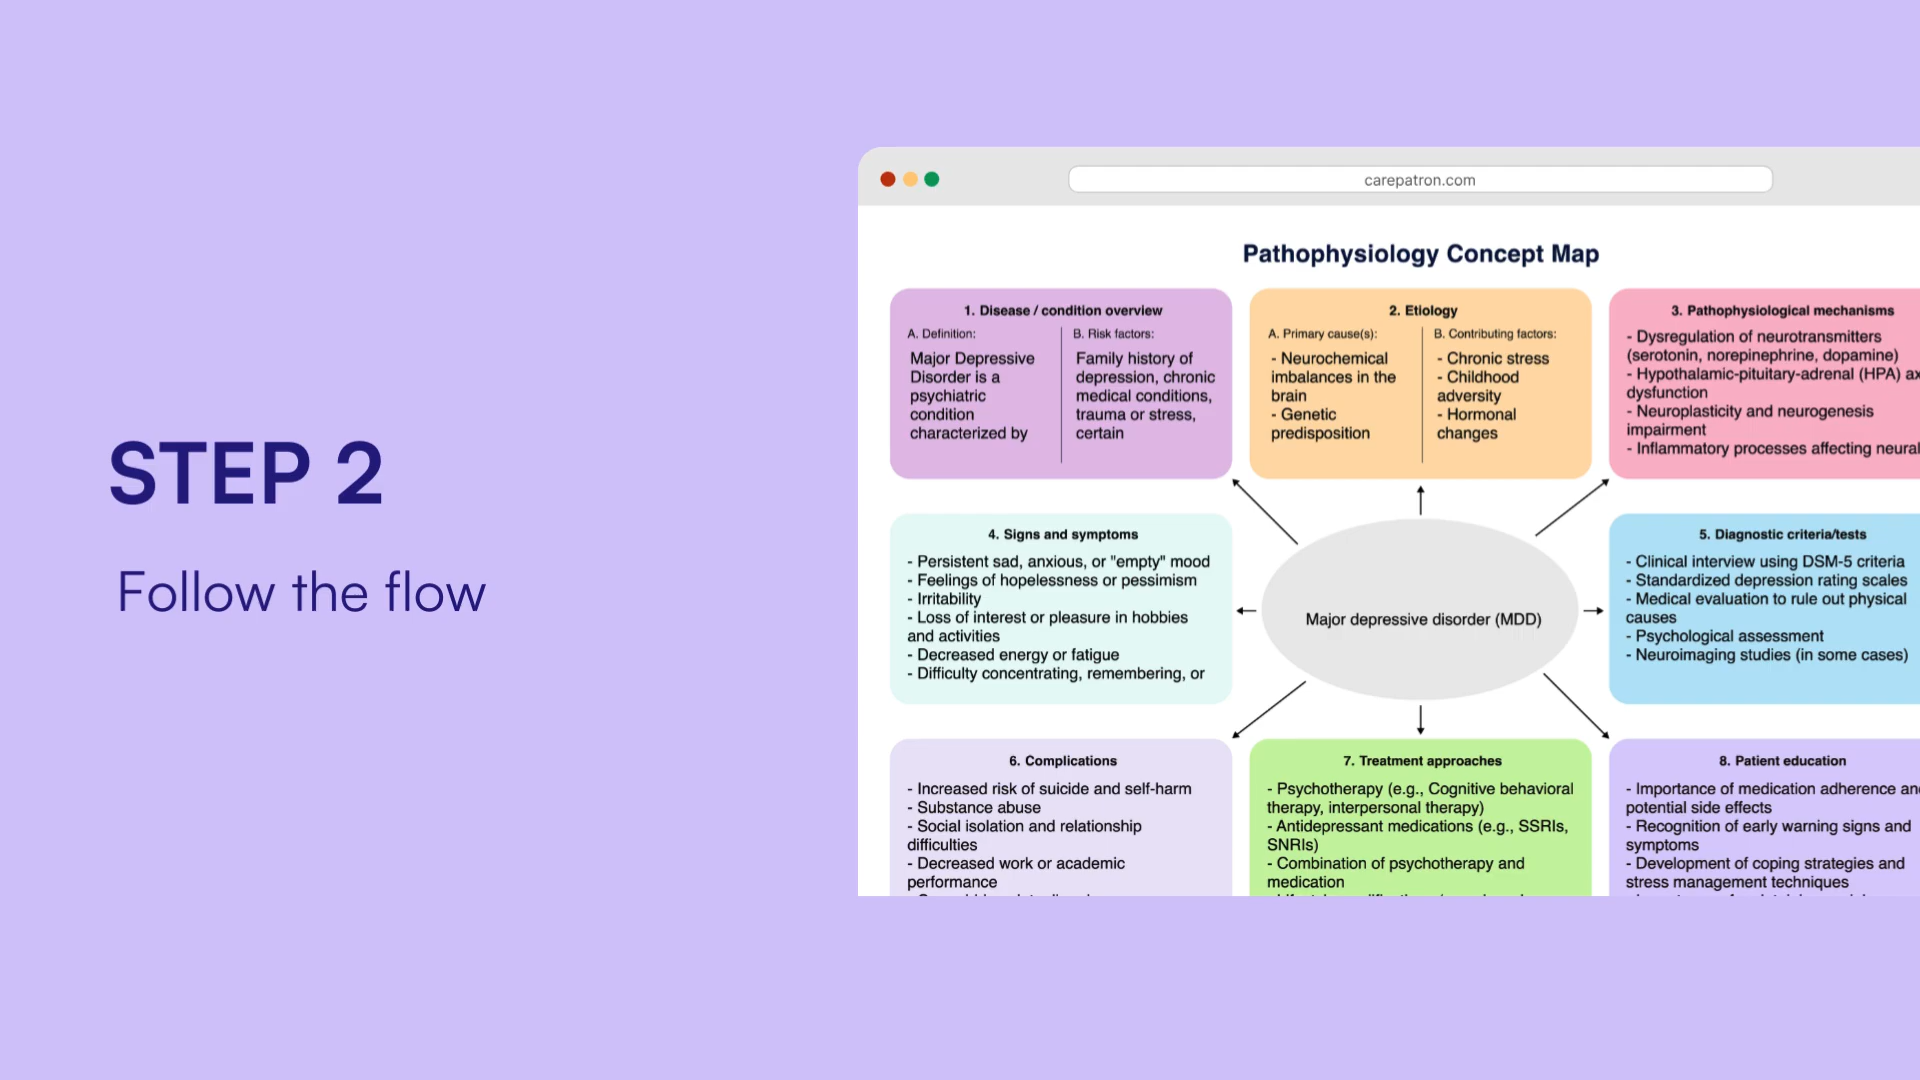 STEP 2
Follow the flow
carepatron.com
Pathophysiology Concept Map
1. Disease / condition overview
A. Definition:
Major Depressive
Disorder is a
psychiatric
condition
characterized by
B. Risk factors:
Family history of
depression, chronic
medical conditions,
trauma or stress,
certain
2. Etiology
A. Primary cause(s):
- Neurochemical
imbalances in the
brain
- Genetic
predisposition
B. Contributing factors:
- Chronic stress
- Childhood
adversity
- Hormonal
changes
3. Pathophysiological mechanisms
- Dysregulation of neurotransmitters
(serotonin, norepinephrine, dopamine)
- Hypothalamic-pituitary-adrenal (HPA) ax
dysfunction
- Neuroplasticity and neurogenesis
impairment
- Inflammatory processes affecting neural
4. Signs and symptoms
- Persistent sad, anxious, or "empty" mood
- Feelings of hopelessness or pessimism
- Irritability
- Loss of interest or pleasure in hobbies
and activities
- Decreased energy or fatigue
- Difficulty concentrating, remembering, or
Major depressive disorder (MDD)
5. Diagnostic criteria/tests
- Clinical interview using DSM-5 criteria
- Standardized depression rating scales
- Medical evaluation to rule out physical
causes
- Psychological assessment
- Neuroimaging studies (in some cases)
6. Complications
- Increased risk of suicide and self-harm
- Substance abuse
- Social isolation and relationship
difficulties
- Decreased work or academic
performance
7. Treatment approaches
- Psychotherapy (e.g., Cognitive behavioral
therapy, interpersonal therapy)
- Antidepressant medications (e.g., SSRIs,
SNRIs)
- Combination of psychotherapy and
medication
8. Patient education
- Importance of medication adherence and
potential side effects
- Recognition of early warning signs and
symptoms
- Development of coping strategies and
stress management techniques